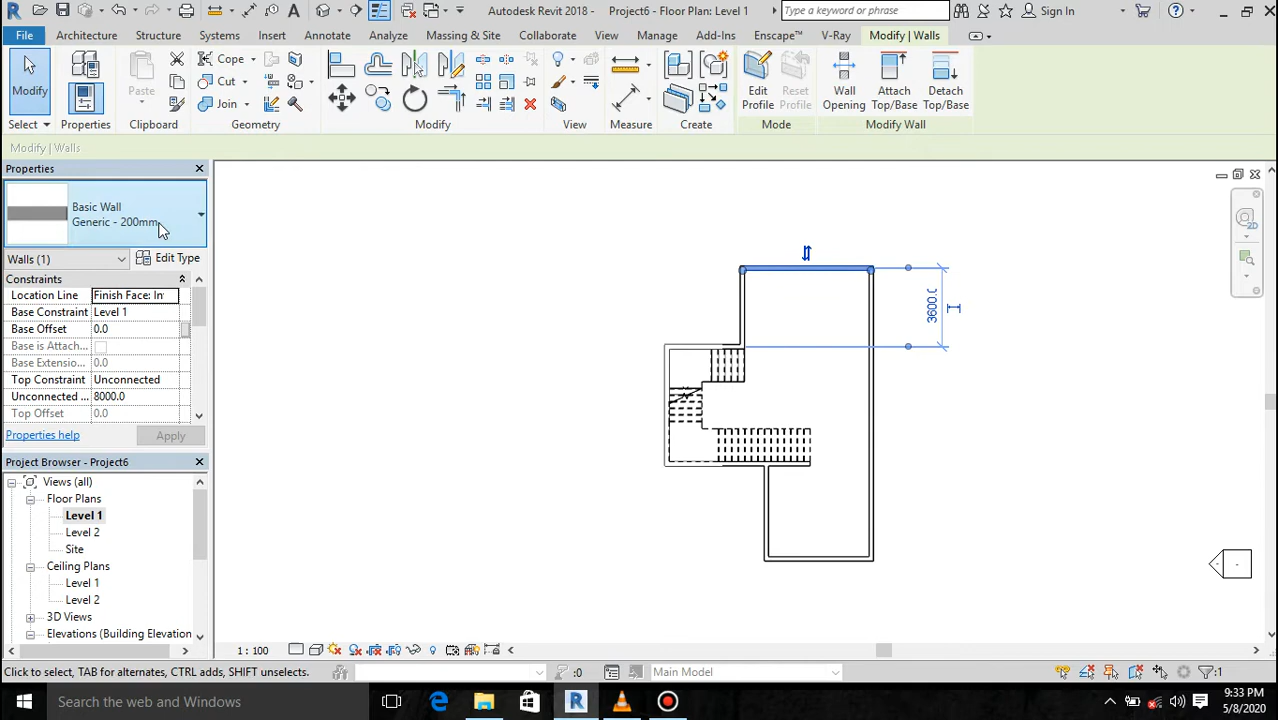 Autodesk Revit 2018 - Project6 - Floor Plan: Level 1
Type a keyword or phrase
Sign In
File Architecture Structure Systems Insert Annotate Analyze Massing & Site Collaborate View Manage Add-Ins Enscape™ V-Ray Modify | Walls
Modify
Properties
Paste
Cope
Cut
Join
Edit Profile
Reset Profile
Wall Opening
Attach Top/Base
Detach Top/Base
Select Properties Clipboard Geometry Modify View Measure Create Mode Modify Wall
Modify | Walls
Properties
Basic Wall
Generic - 200mm
Walls (1)
Edit Type
Constraints
Location Line Finish Face: In
Base Constraint Level 1
Base Offset 0.0
Base is Attach...
Base Extensio... 0.0
Top Constraint Unconnected
Unconnected ... 8000.0
Top Offset 0.0
Properties help
Apply
Project Browser - Project6
Views (all)
Floor Plans
Level 1
Level 2
Site
Ceiling Plans
Level 1
Level 2
3D Views
Elevations (Building Elevation
3600.0
2D
1 : 100
Click to select, TAB for alternates, CTRL adds, SHIFT unselects.
:0
Main Model
:1
Search the web and Windows
9:33 PM
5/8/2020